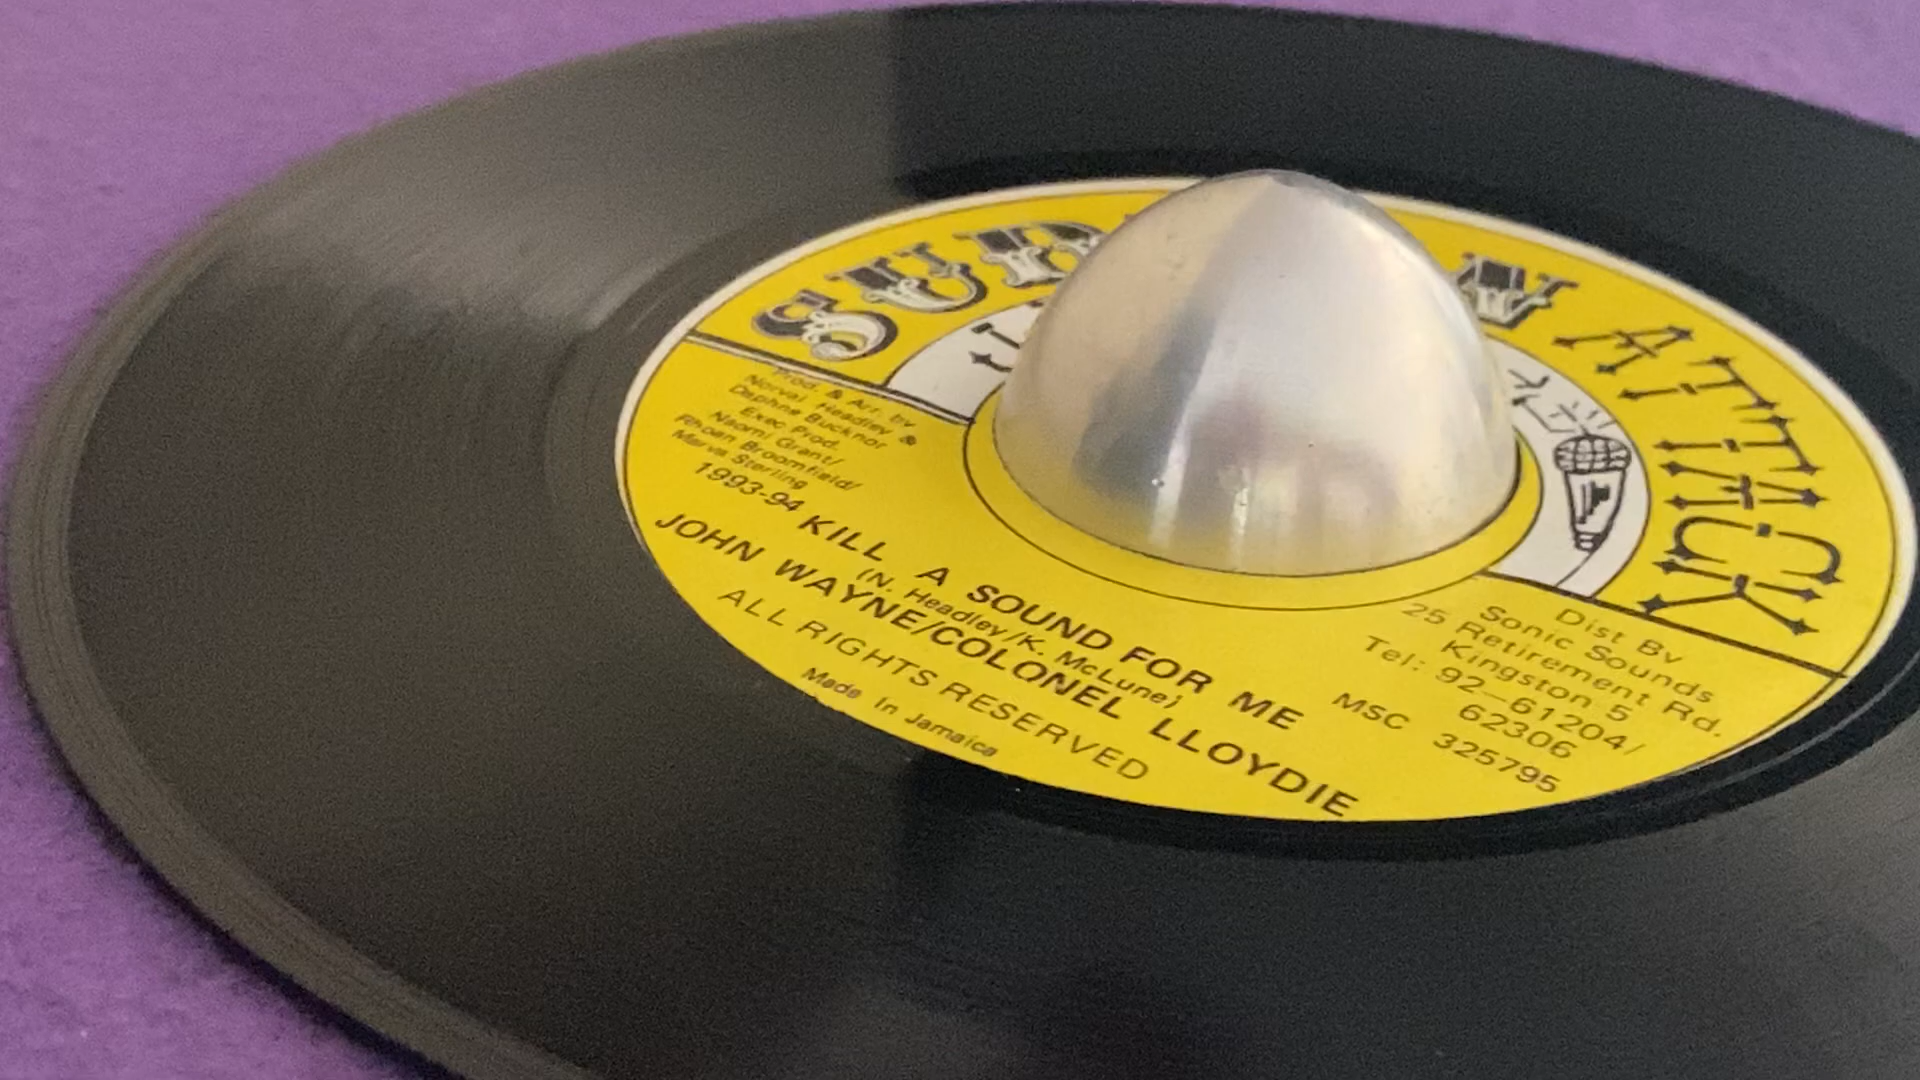 ATTACK
Prod. & Arr. by
Norval Headley &
Daphne Bucknor
Exec Prod.
Naomi Grant/
Rhoan Broomfield/
Marva Sterling
1993-94
KILL A SOUND FOR ME
(N. Headley/K. McLune)
JOHN WAYNE/COLONEL LLOYDIE
ALL RIGHTS RESERVED
Made In Jamaica
Dist By
Sonic Sounds
25 Retirement Rd.
Kingston 5
Tel: 92-61204/
62306
MSC 325795